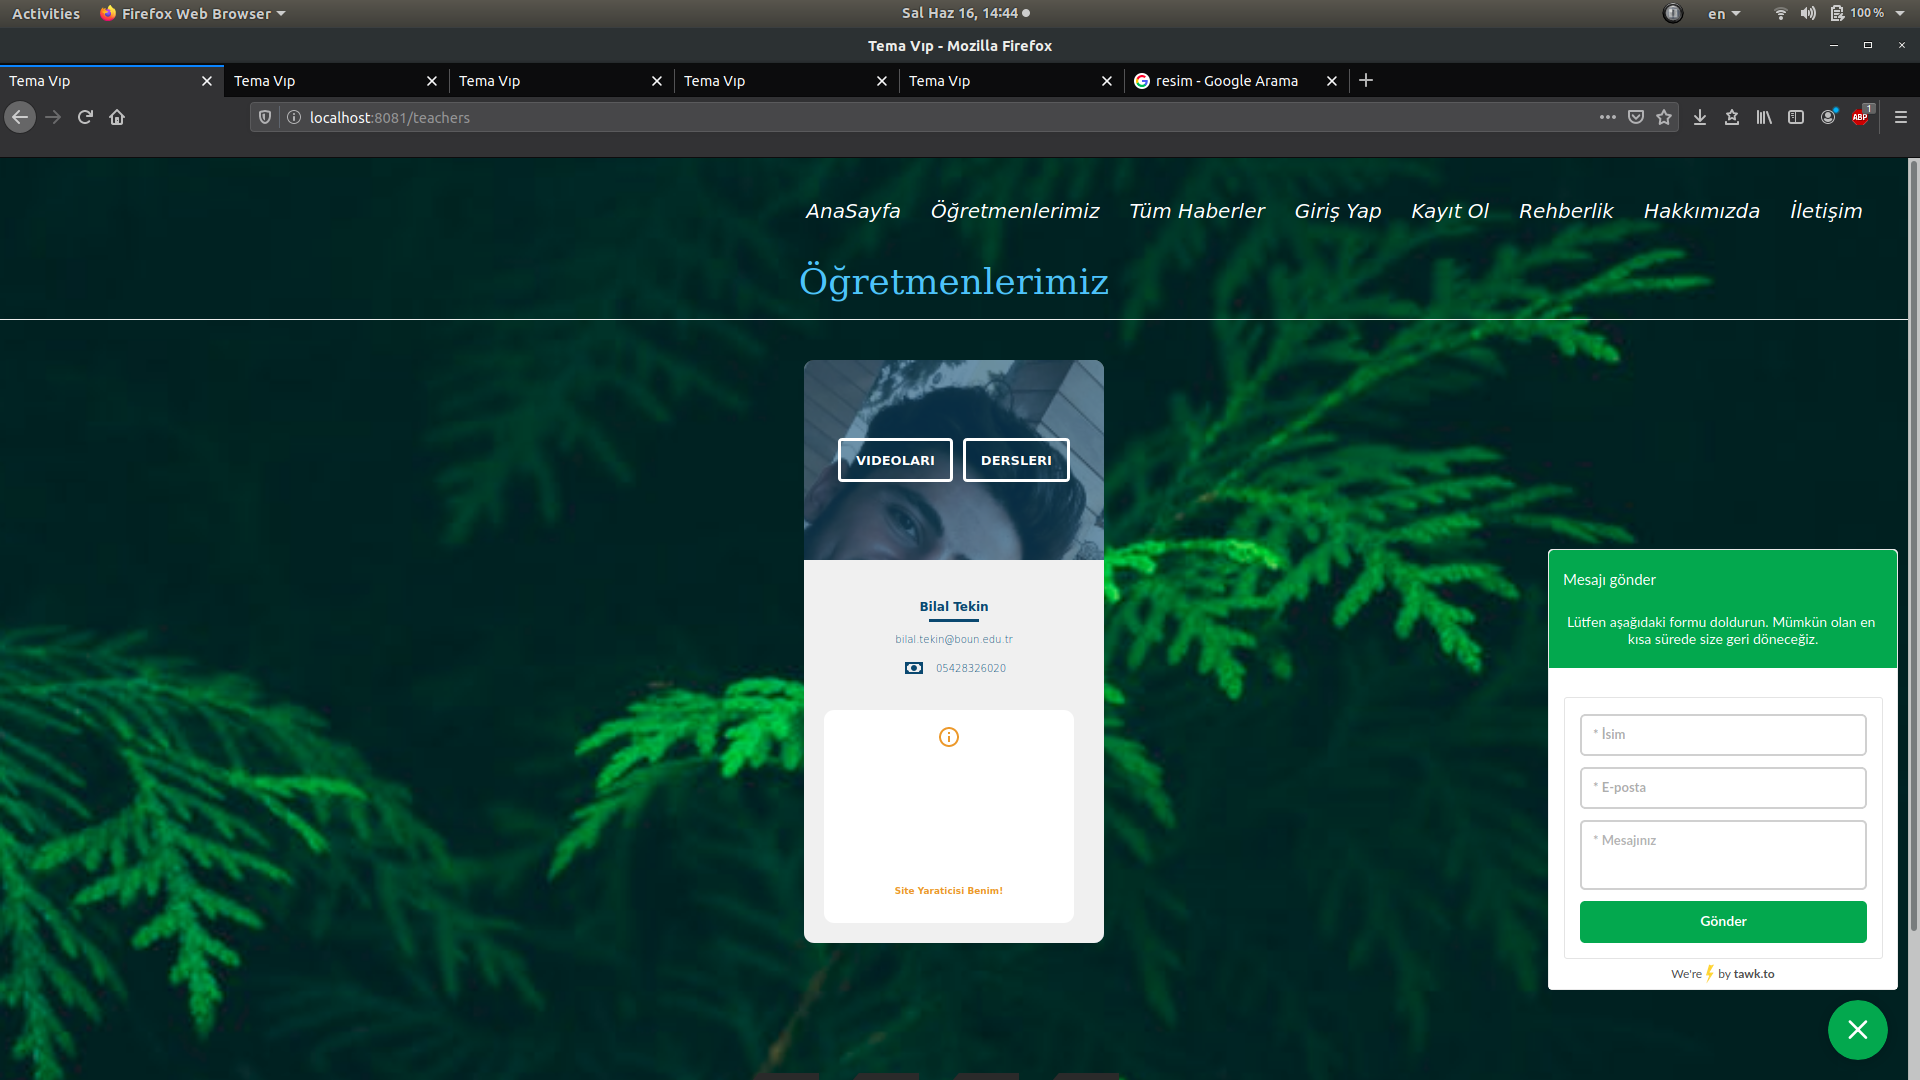 Activities Firefox Web Browser Sal Haz 16, 14:44 en 100%
Tema Vıp - Mozilla Firefox
Tema Vıp Tema Vıp Tema Vıp Tema Vıp Tema Vıp resim - Google Arama
localhost:8081/teachers ABP 1
AnaSayfa Öğretmenlerimiz Tüm Haberler Giriş Yap Kayıt Ol Rehberlik Hakkımızda İletişim
Öğretmenlerimiz
VIDEOLARI DERSLERI
Bilal Tekin
bilal.tekin@boun.edu.tr
05428326020
Site Yaraticisi Benim!
Mesajı gönder
Lütfen aşağıdaki formu doldurun. Mümkün olan en
kısa sürede size geri döneceğiz.
* İsim
* E-posta
* Mesajınız
Gönder
We're by tawk.to